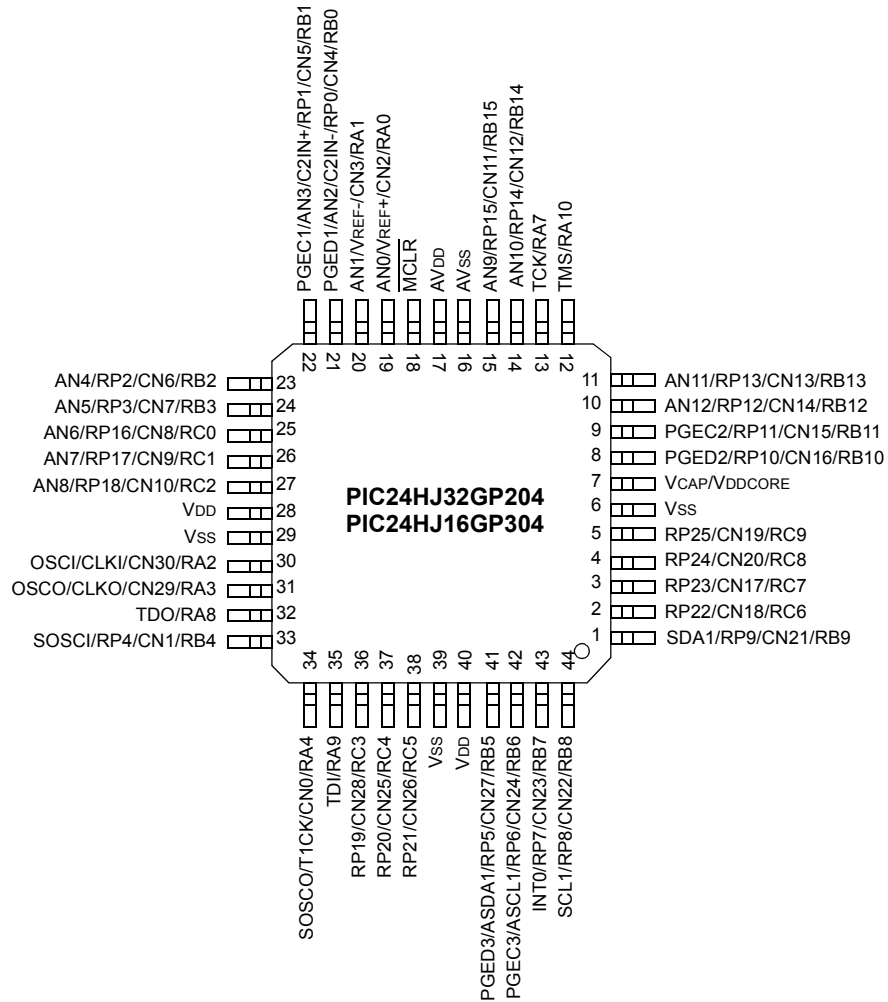 PGEC1/AN3/C2IN+/RP1/CN5/RB1
PGED1/AN2/C2IN-/RP0/CN4/RB0
AN1/VREF-/CN3/RA1
AN0/VREF+/CN2/RA0
MCLR
AVDD
AVSS
AN9/RP15/CN11/RB15
AN10/RP14/CN12/RB14
TCK/RA7
TMS/RA10
22
21
20
19
18
17
16
15
14
13
12
AN4/RP2/CN6/RB2 23
AN5/RP3/CN7/RB3 24
AN6/RP16/CN8/RC0 25
AN7/RP17/CN9/RC1 26
AN8/RP18/CN10/RC2 27
VDD 28
VSS 29
OSCI/CLKI/CN30/RA2 30
OSCO/CLKO/CN29/RA3 31
TDO/RA8 32
SOSCI/RP4/CN1/RB4 33
PIC24HJ32GP204
PIC24HJ16GP304
11 AN11/RP13/CN13/RB13
10 AN12/RP12/CN14/RB12
9 PGEC2/RP11/CN15/RB11
8 PGED2/RP10/CN16/RB10
7 VCAP/VDDCORE
6 VSS
5 RP25/CN19/RC9
4 RP24/CN20/RC8
3 RP23/CN17/RC7
2 RP22/CN18/RC6
1 SDA1/RP9/CN21/RB9
34
35
36
37
38
39
40
41
42
43
44
SOSCO/T1CK/CN0/RA4
TDI/RA9
RP19/CN28/RC3
RP20/CN25/RC4
RP21/CN26/RC5
VSS
VDD
PGED3/ASDA1/RP5/CN27/RB5
PGEC3/ASCL1/RP6/CN24/RB6
INT0/RP7/CN23/RB7
SCL1/RP8/CN22/RB8